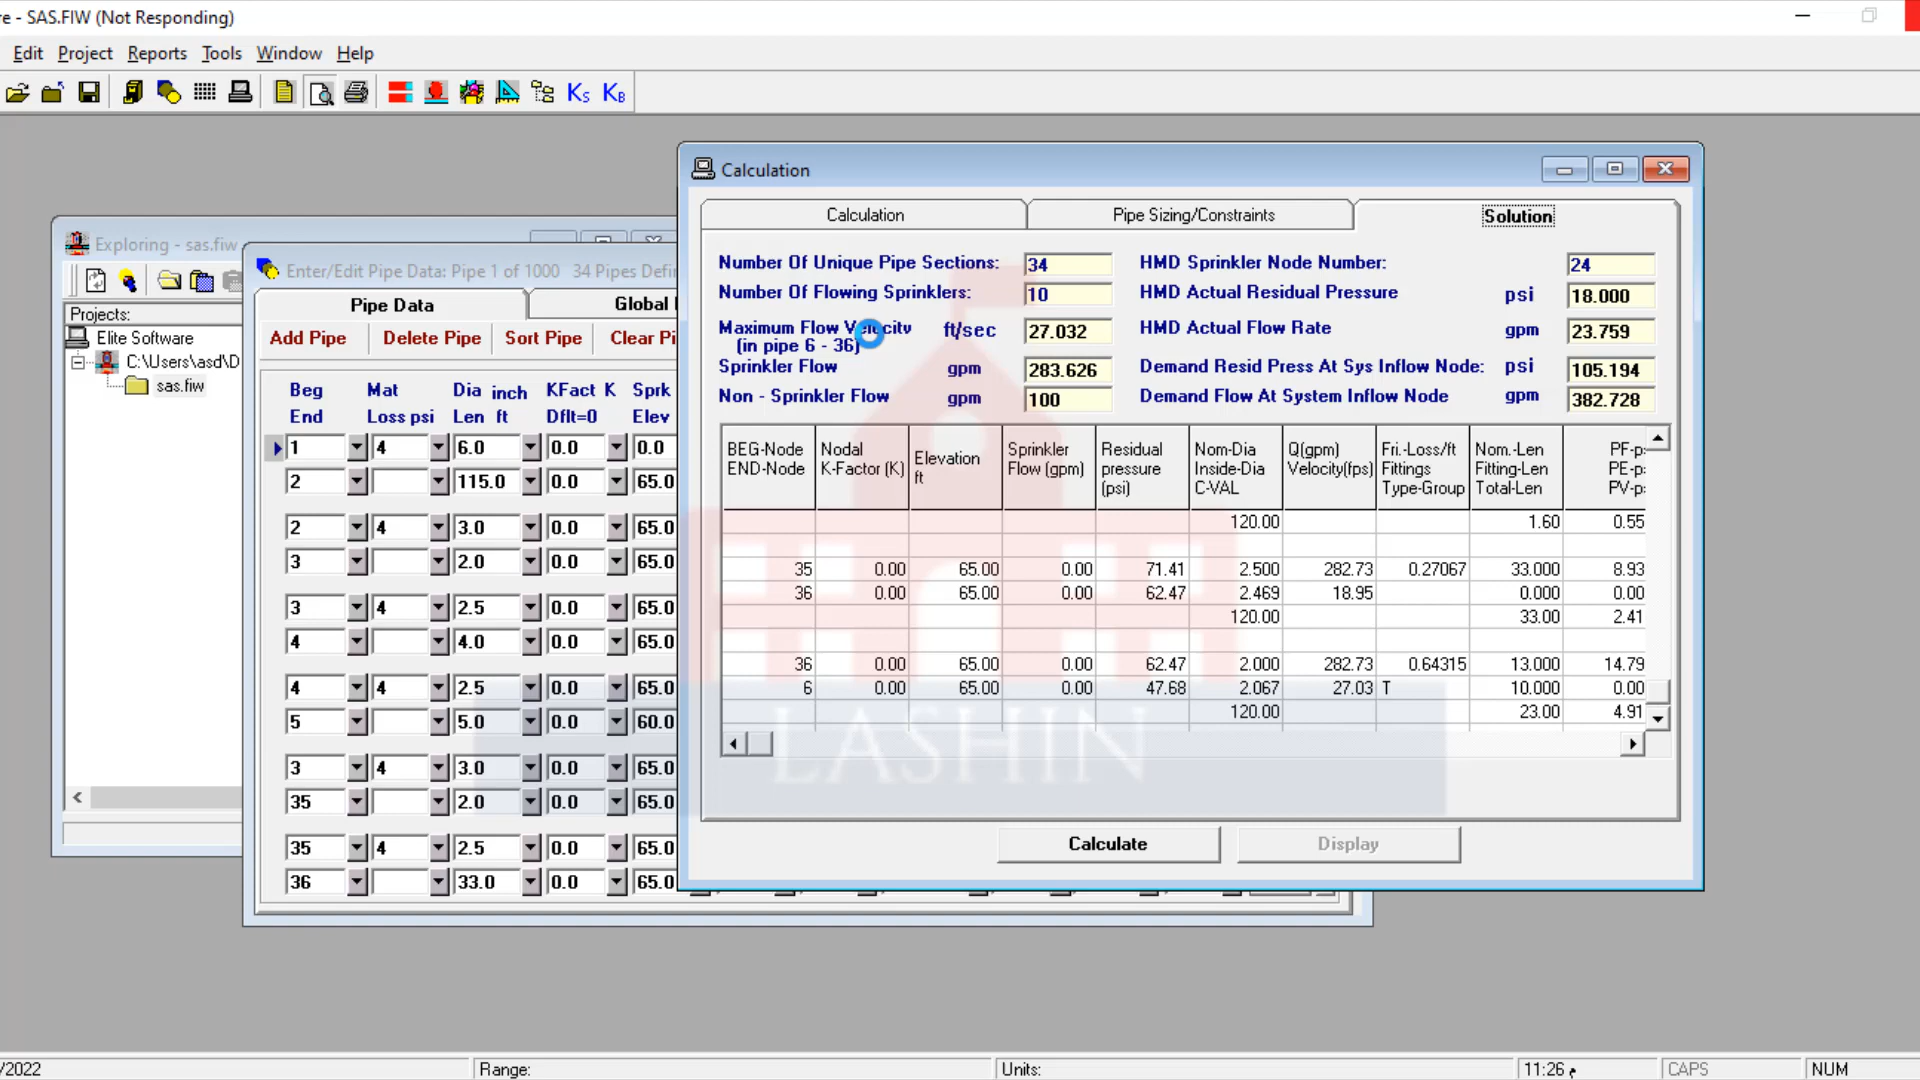 re - SAS.FIW (Not Responding)
Edit Project Reports Tools Window Help
Ks KB
Calculation
Calculation Pipe Sizing/Constraints Solution
Number Of Unique Pipe Sections: 34 HMD Sprinkler Node Number: 24
Number Of Flowing Sprinklers: 10 HMD Actual Residual Pressure psi 18.000
Maximum Flow Velocity ft/sec 27.032 HMD Actual Flow Rate gpm 23.759
(in pipe 6 - 36)
Sprinkler Flow gpm 283.626 Demand Resid Press At Sys Inflow Node: psi 105.194
Non - Sprinkler Flow gpm 100 Demand Flow At System Inflow Node gpm 382.728
BEG-Node Nodal Elevation Sprinkler Residual Nom-Dia Q(gpm) Fri.-Loss/ft Nom.-Len PF-p
END-Node K-Factor (K) ft Flow (gpm) pressure Inside-Dia Velocity(fps) Fittings Fitting-Len PE-p
(psi) C-VAL Type-Group Total-Len PV-p
120.00 1.60 0.55
35 0.00 65.00 0.00 71.41 2.500 282.73 0.27067 33.000 8.93
36 0.00 65.00 0.00 62.47 2.469 18.95 0.000 0.00
120.00 33.00 2.41
36 0.00 65.00 0.00 62.47 2.000 282.73 0.64315 13.000 14.79
6 0.00 65.00 0.00 47.68 2.067 27.03 T 10.000 0.00
120.00 23.00 4.91
LASHIN
Calculate Display
Exploring - sas.fiw
Projects:
Elite Software
C:\Users\asd\D
sas.fiw
Enter/Edit Pipe Data: Pipe 1 of 1000 34 Pipes Defi
Pipe Data Global
Add Pipe Delete Pipe Sort Pipe Clear Pi
Beg Mat Dia inch KFact K Sprk
End Loss psi Len ft Dflt=0 Elev
1 4 6.0 0.0 0.0
2 115.0 0.0 65.0
2 4 3.0 0.0 65.0
3 2.0 0.0 65.0
3 4 2.5 0.0 65.0
4 4.0 0.0 65.0
4 4 2.5 0.0 65.0
5 5.0 0.0 60.0
3 4 3.0 0.0 65.0
35 2.0 0.0 65.0
35 4 2.5 0.0 65.0
36 33.0 0.0 65.0
/2022 Range: Units: 11:26 م CAPS NUM